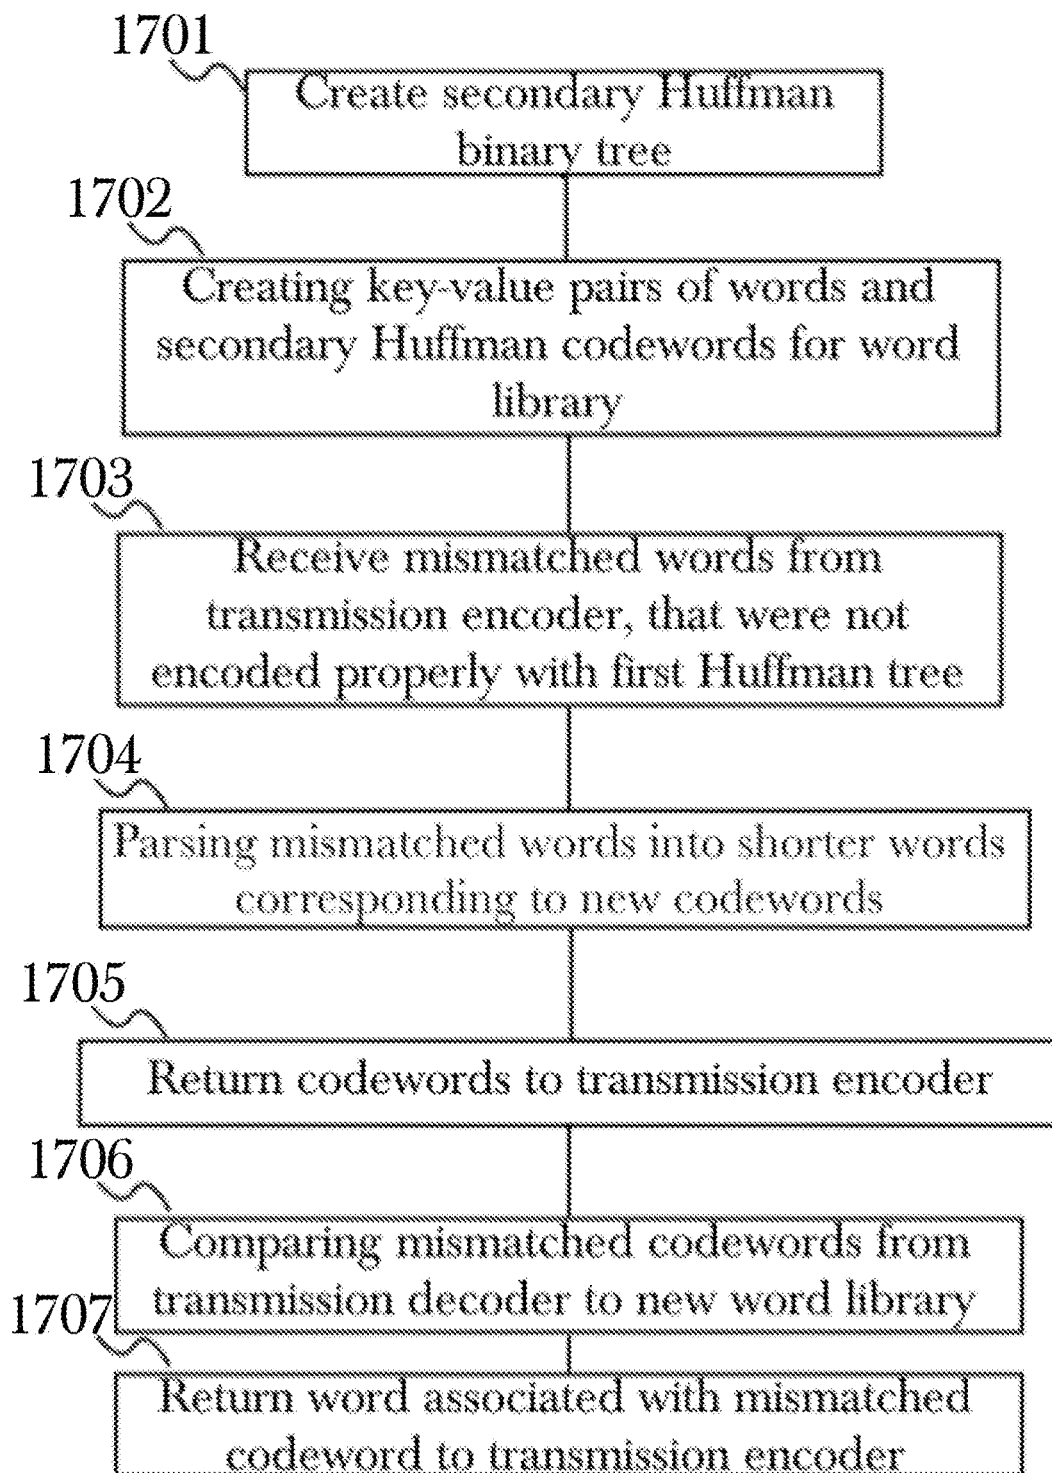 1701
Create secondary Huffman
binary tree
1702
Creating key-value pairs of words and
secondary Huffman codewords for word
library
1703
Receive mismatched words from
transmission encoder, that were not
encoded properly with first Huffman tree
1704
Parsing mismatched words into shorter words
corresponding to new codewords
1705
Return codewords to transmission encoder
1706
Comparing mismatched codewords from
transmission decoder to new word library
1707
Return word associated with mismatched
codeword to transmission encoder